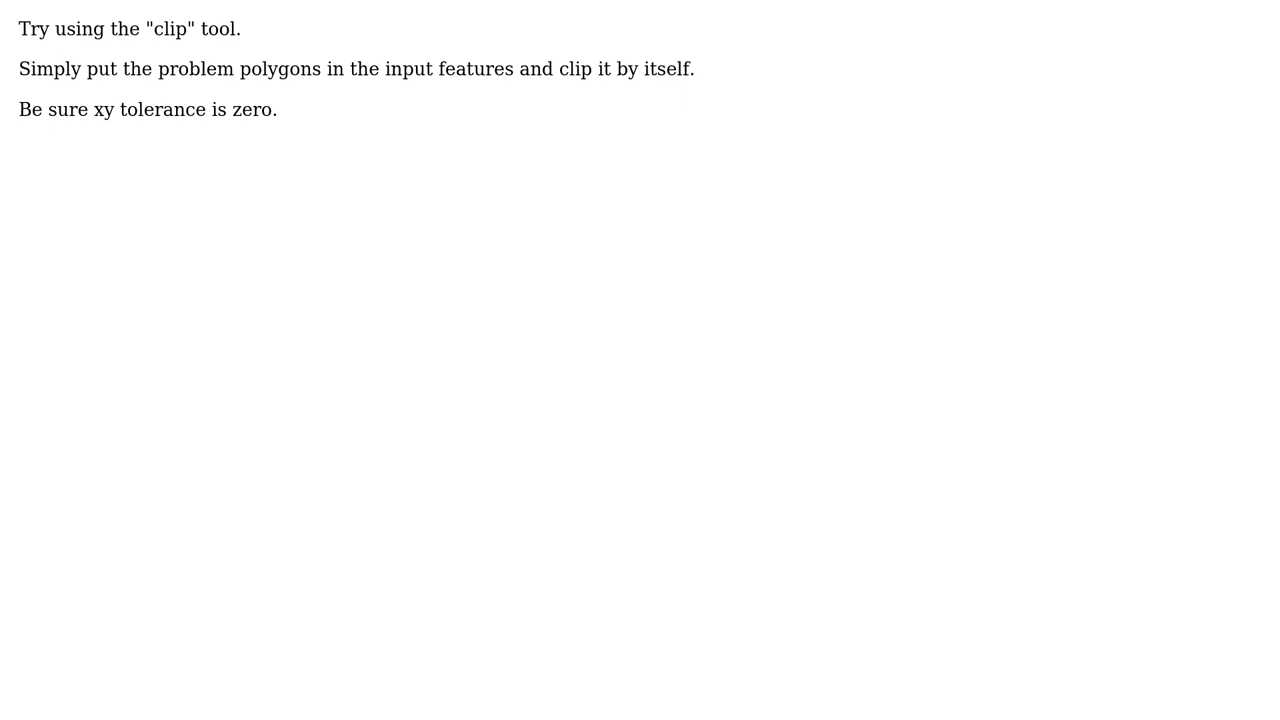 Try using the "clip" tool.
Simply put the problem polygons in the input features and clip it by itself.
Be sure xy tolerance is zero.